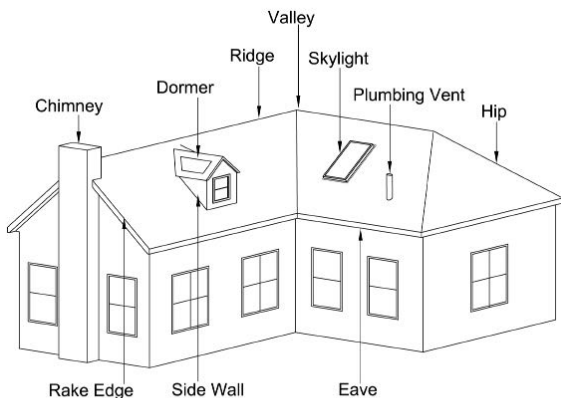 Valley
Ridge
Skylight
Dormer
Plumbing Vent
Chimney
Hip
Rake Edge
Side Wall
Eave